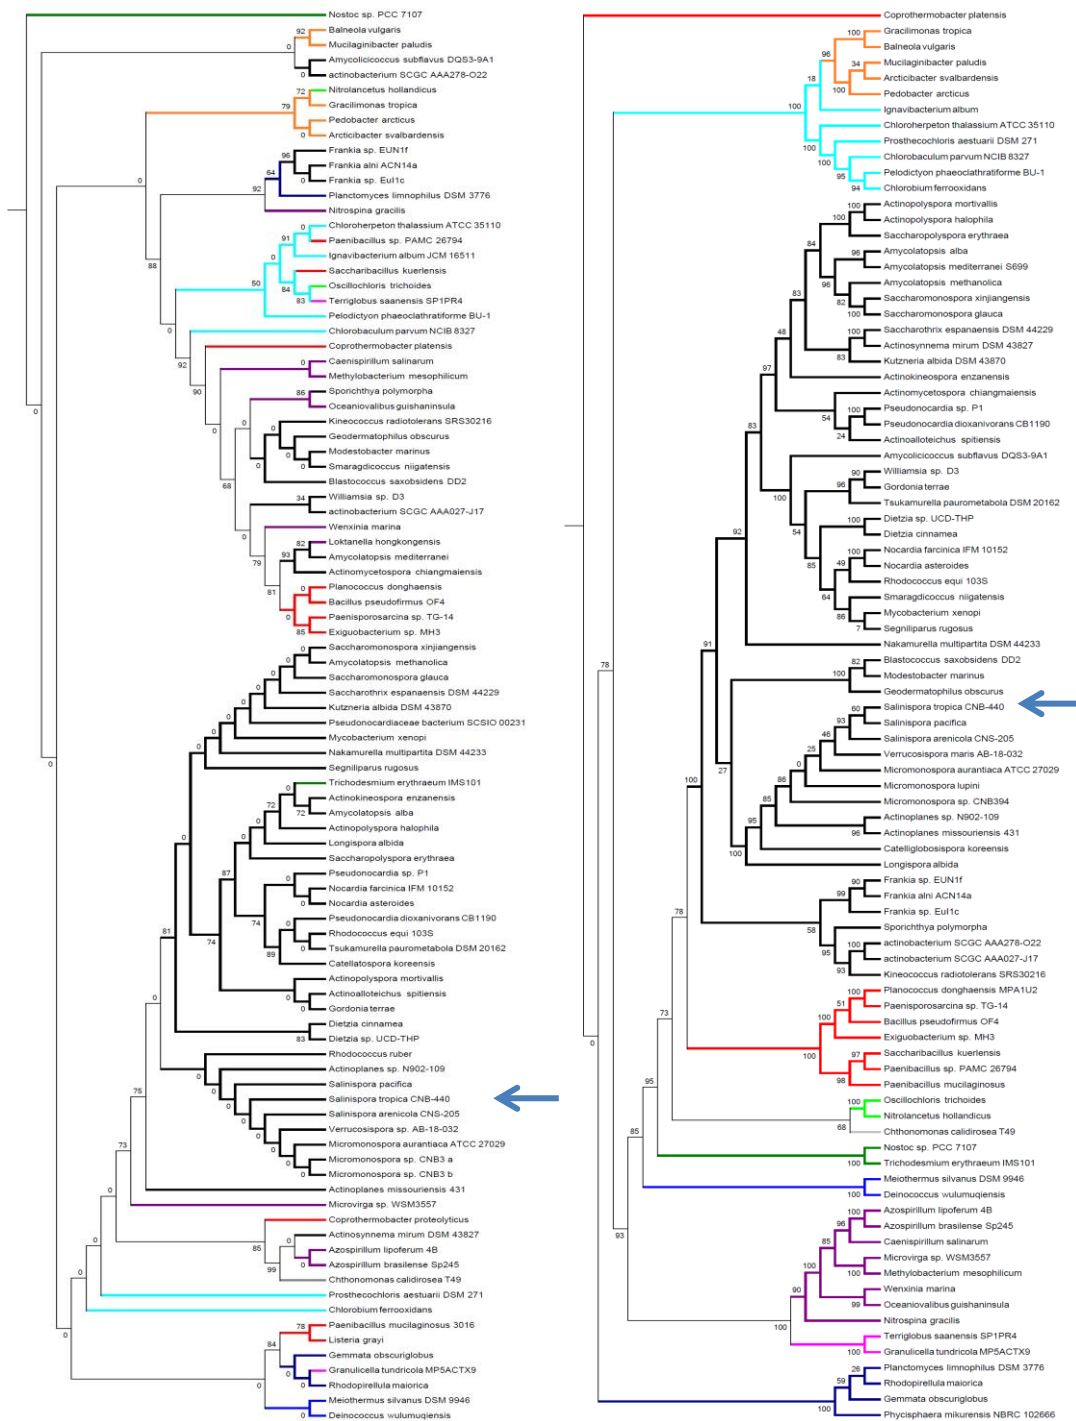 Nostoc sp. PCC 7107
Balneola vulgaris
Mucilaginibacter paludis
Amycolicicoccus subflavus DQS3-9A1
actinobacterium SCGC AAA278-O22
Nitrolancetus hollandicus
Gracilimonas tropica
Pedobacter arcticus
Arcticibacter svalbardensis
Frankia sp. EUN1f
Frankia alni ACN14a
Frankia sp. EuI1c
Planctomyces limnophilus DSM 3776
Nitrospina gracilis
Chloroherpeton thalassium ATCC 35110
Paenibacillus sp. PAMC 26794
Ignavibacterium album JCM 16511
Saccharibacillus kuerlensis
Oscillochloris trichoides
Terriglobus saanensis SP1PR4
Pelodictyon phaeoclathratiforme BU-1
Chlorobaculum parvum NCIB 8327
Coprothermobacter platensis
Caenispirillum salinarum
Methylobacterium mesophilicum
Sporichthya polymorpha
Oceaniovalibus guishaninsula
Kineococcus radiotolerans SRS30216
Geodermatophilus obscurus
Modestobacter marinus
Smaragdicoccus niigatensis
Blastococcus saxobsidens DD2
Williamsia sp. D3
actinobacterium SCGC AAA027-J17
Wenxinia marina
Loktanella hongkongensis
Amycolatopsis mediterranei
Actinomycetospora chiangmaiensis
Planococcus donghaensis
Bacillus pseudofirmus OF4
Paenisporosarcina sp. TG-14
Exiguobacterium sp. MH3
Saccharomonospora xinjiangensis
Amycolatopsis methanolica
Saccharomonospora glauca
Saccharothrix espanaensis DSM 44229
Kutzneria albida DSM 43870
Pseudonocardiaceae bacterium SCSIO 00231
Mycobacterium xenopi
Nakamurella multipartita DSM 44233
Segniliparus rugosus
Trichodesmium erythraeum IMS101
Actinokineospora enzanensis
Amycolatopsis alba
Actinopolyspora halophila
Longispora albida
Saccharopolyspora erythraea
Pseudonocardia sp. P1
Nocardia farcinica IFM 10152
Nocardia asteroides
Pseudonocardia dioxanivorans CB1190
Rhodococcus equi 103S
Tsukamurella paurometabola DSM 20162
Catellatospora koreensis
Actinopolyspora mortivallis
Actinoalloteichus spitiensis
Gordonia terrae
Dietzia cinnamea
Dietzia sp. UCD-THP
Rhodococcus ruber
Actinoplanes sp. N902-109
Salinispora pacifica
Salinispora tropica CNB-440
Salinispora arenicola CNS-205
Verrucosispora sp. AB-18-032
Micromonospora aurantiaca ATCC 27029
Micromonospora sp. CNB3 a
Micromonospora sp. CNB3 b
Actinoplanes missouriensis 431
Microvirga sp. WSM3557
Coprothermobacter proteolyticus
Actinosynnema mirum DSM 43827
Azospirillum lipoferum 4B
Azospirillum brasilense Sp245
Chthonomonas calidirosea T49
Prosthecochloris aestuarii DSM 271
Chlorobium ferrooxidans
Paenibacillus mucilaginosus 3016
Listeria grayi
Gemmata obscuriglobus
Granulicella tundricola MP5ACTX9
Rhodopirellula maiorica
Meiothermus silvanus DSM 9946
Deinococcus wulumuqiensis
Coprothermobacter platensis
Gracilimonas tropica
Balneola vulgaris
Mucilaginibacter paludis
Arcticibacter svalbardensis
Pedobacter arcticus
Ignavibacterium album
Chloroherpeton thalassium ATCC 35110
Prosthecochloris aestuarii DSM 271
Chlorobaculum parvum NCIB 8327
Pelodictyon phaeoclathratiforme BU-1
Chlorobium ferrooxidans
Actinopolyspora mortivallis
Actinopolyspora halophila
Saccharopolyspora erythraea
Amycolatopsis alba
Amycolatopsis mediterranei S699
Amycolatopsis methanolica
Saccharomonospora xinjiangensis
Saccharomonospora glauca
Saccharothrix espanaensis DSM 44229
Actinosynnema mirum DSM 43827
Kutzneria albida DSM 43870
Actinokineospora enzanensis
Actinomycetospora chiangmaiensis
Pseudonocardia sp. P1
Pseudonocardia dioxanivorans CB1190
Actinoalloteichus spitiensis
Amycolicicoccus subflavus DQS3-9A1
Williamsia sp. D3
Gordonia terrae
Tsukamurella paurometabola DSM 20162
Dietzia sp. UCD-THP
Dietzia cinnamea
Nocardia farcinica IFM 10152
Nocardia asteroides
Rhodococcus equi 103S
Smaragdicoccus niigatensis
Mycobacterium xenopi
Segniliparus rugosus
Nakamurella multipartita DSM 44233
Blastococcus saxobsidens DD2
Modestobacter marinus
Geodermatophilus obscurus
Salinispora tropica CNB-440
Salinispora pacifica
Salinispora arenicola CNS-205
Verrucosispora maris AB-18-032
Micromonospora aurantiaca ATCC 27029
Micromonospora lupini
Micromonospora sp. CNB394
Actinoplanes sp. N902-109
Actinoplanes missouriensis 431
Catelliglobosispora koreensis
Longispora albida
Frankia sp. EUN1f
Frankia alni ACN14a
Frankia sp. EuI1c
Sporichthya polymorpha
actinobacterium SCGC AAA278-O22
actinobacterium SCGC AAA027-J17
Kineococcus radiotolerans SRS30216
Planococcus donghaensis MPA1U2
Paenisporosarcina sp. TG-14
Bacillus pseudofirmus OF4
Exiguobacterium sp. MH3
Saccharibacillus kuerlensis
Paenibacillus sp. PAMC 26794
Paenibacillus mucilaginosus
Oscillochloris trichoides
Nitrolancetus hollandicus
Chthonomonas calidirosea T49
Nostoc sp. PCC 7107
Trichodesmium erythraeum IMS101
Meiothermus silvanus DSM 9946
Deinococcus wulumuqiensis
Azospirillum lipoferum 4B
Azospirillum brasilense Sp245
Caenispirillum salinarum
Microvirga sp. WSM3557
Methylobacterium mesophilicum
Wenxinia marina
Oceaniovalibus guishaninsula
Nitrospina gracilis
Terriglobus saanensis SP1PR4
Granulicella tundricola MP5ACTX9
Planctomyces limnophilus DSM 3776
Rhodopirellula maiorica
Gemmata obscuriglobus
Phycisphaera mikurensis NBRC 102666